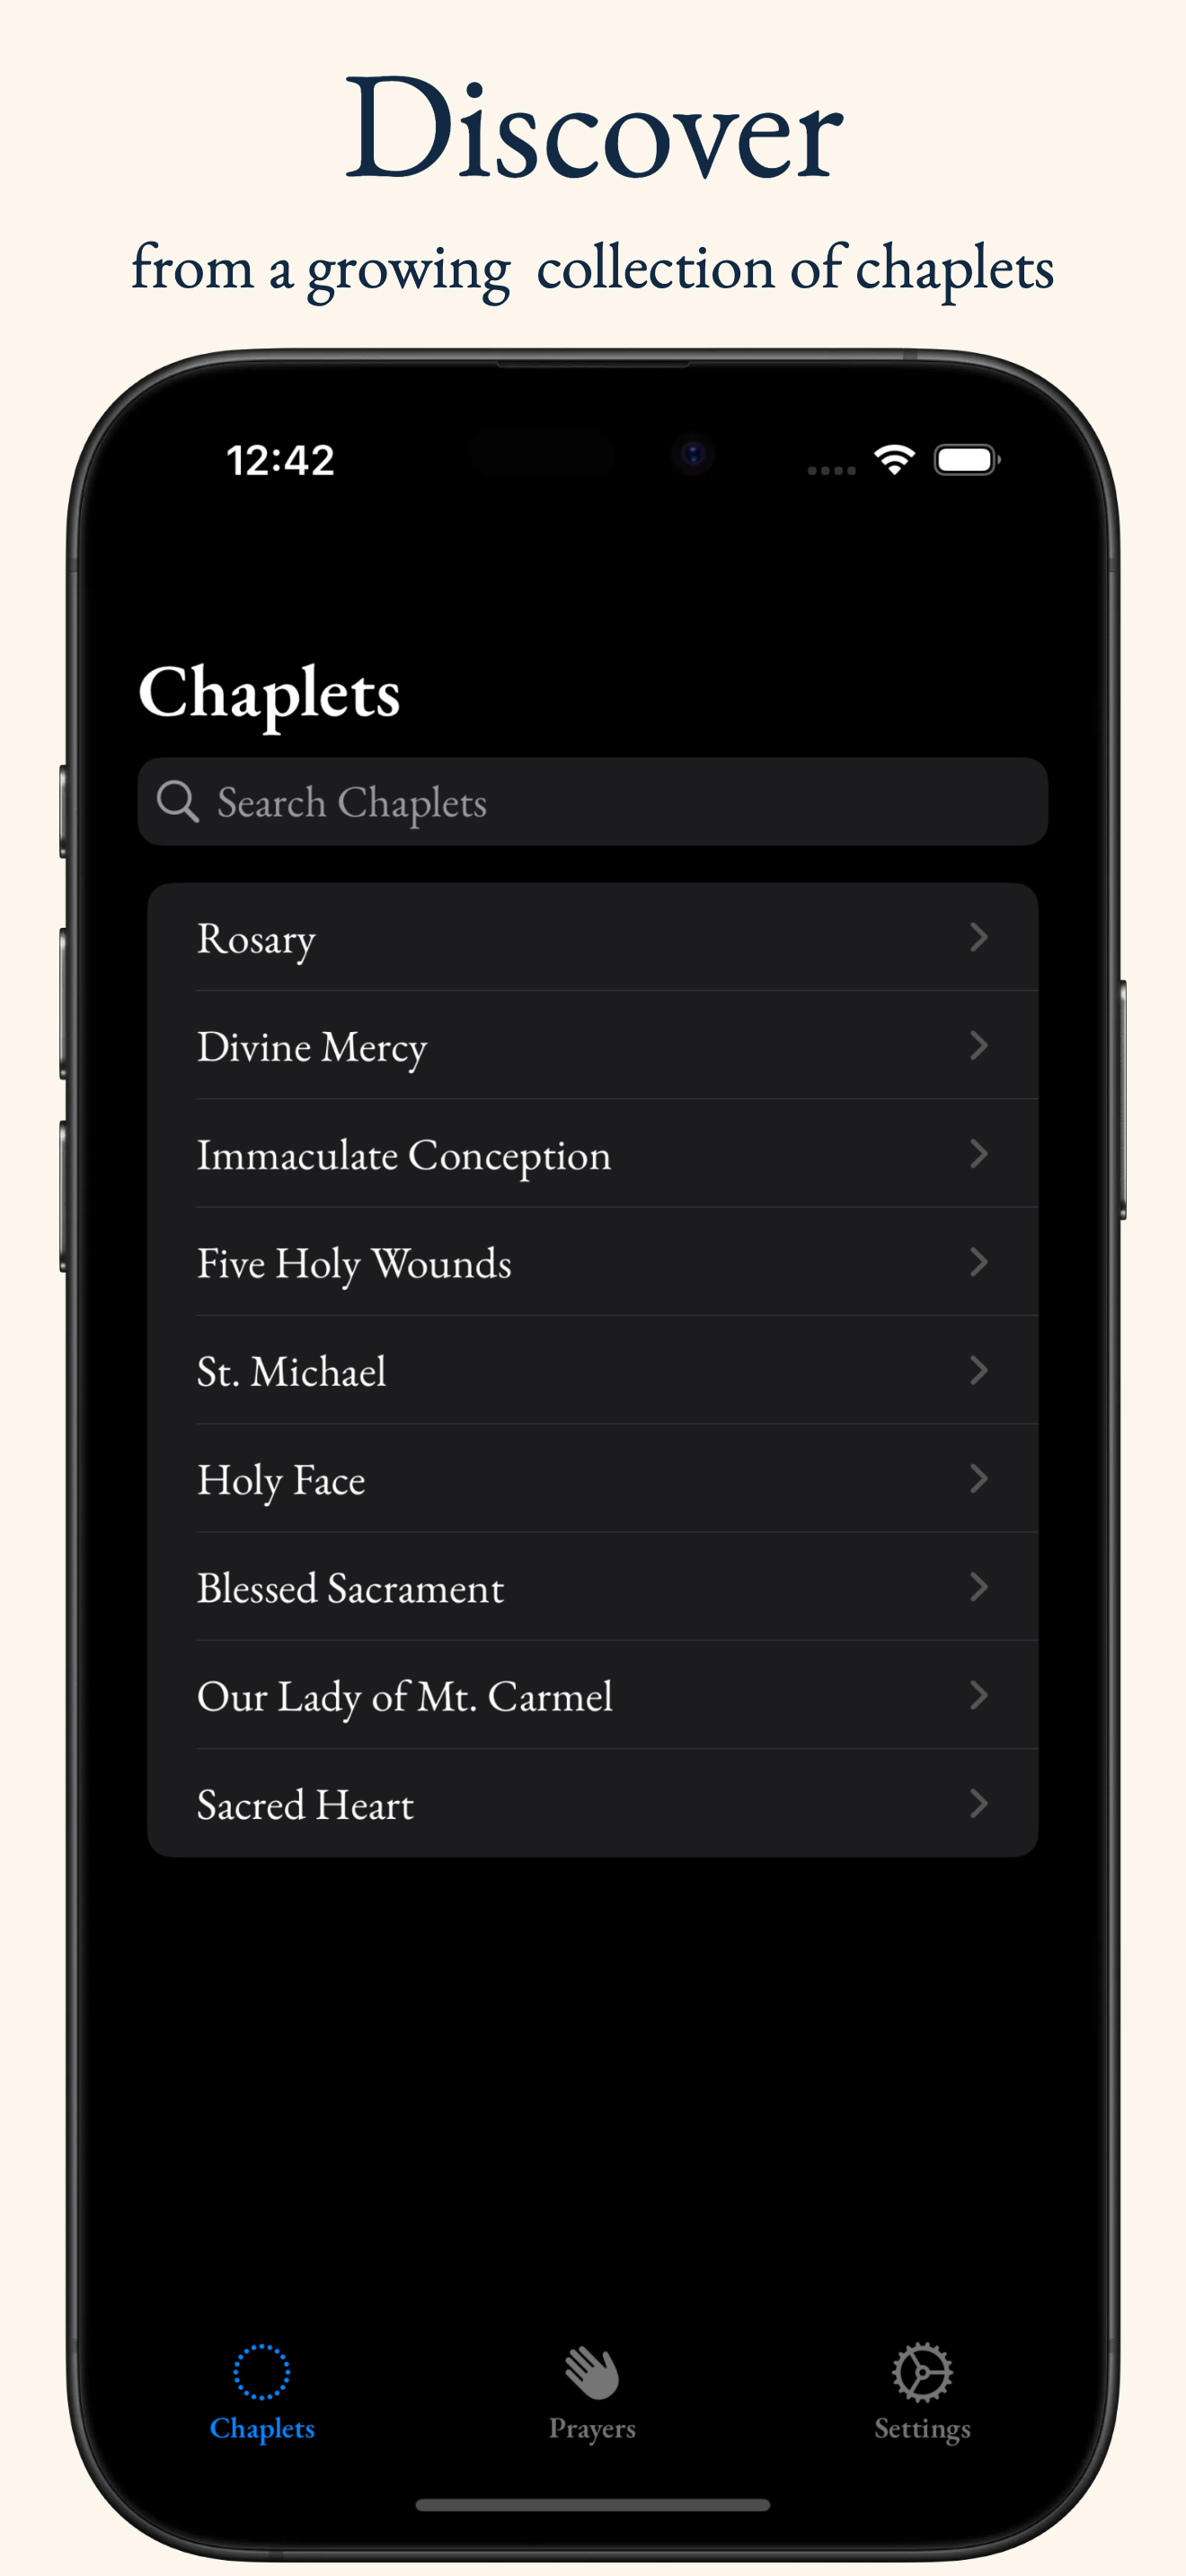 Discover
from a growing  collection of chaplets
12:42
Chaplets
Search Chaplets
Rosary
Divine Mercy
Immaculate Conception
Five Holy Wounds
St. Michael
Holy Face
Blessed Sacrament
Our Lady of Mt. Carmel
Sacred Heart
Chaplets
Prayers
Settings